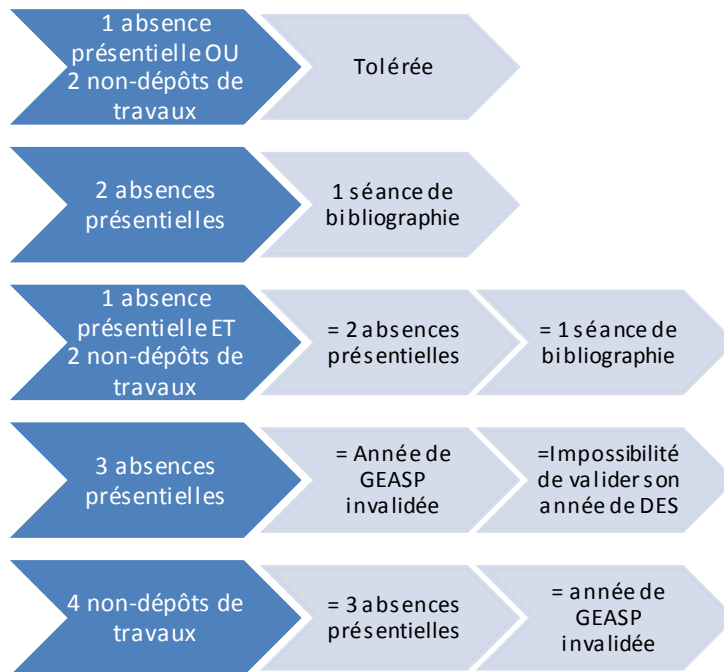 1 absence
présentielle OU
2 non-dépôts de
travaux
Tolérée
2 absences
présentielles
1 séance de
bibliographie
1 absence
présentielle ET
2 non-dépôts de
travaux
= 2 absences
présentielles
= 1 séance de
bibliographie
3 absences
présentielles
= Année de
GEASP
invalidée
=Impossibilité
de valider son
année de DES
4 non-dépôts de
travaux
= 3 absences
présentielles
= année de
GEASP
invalidée